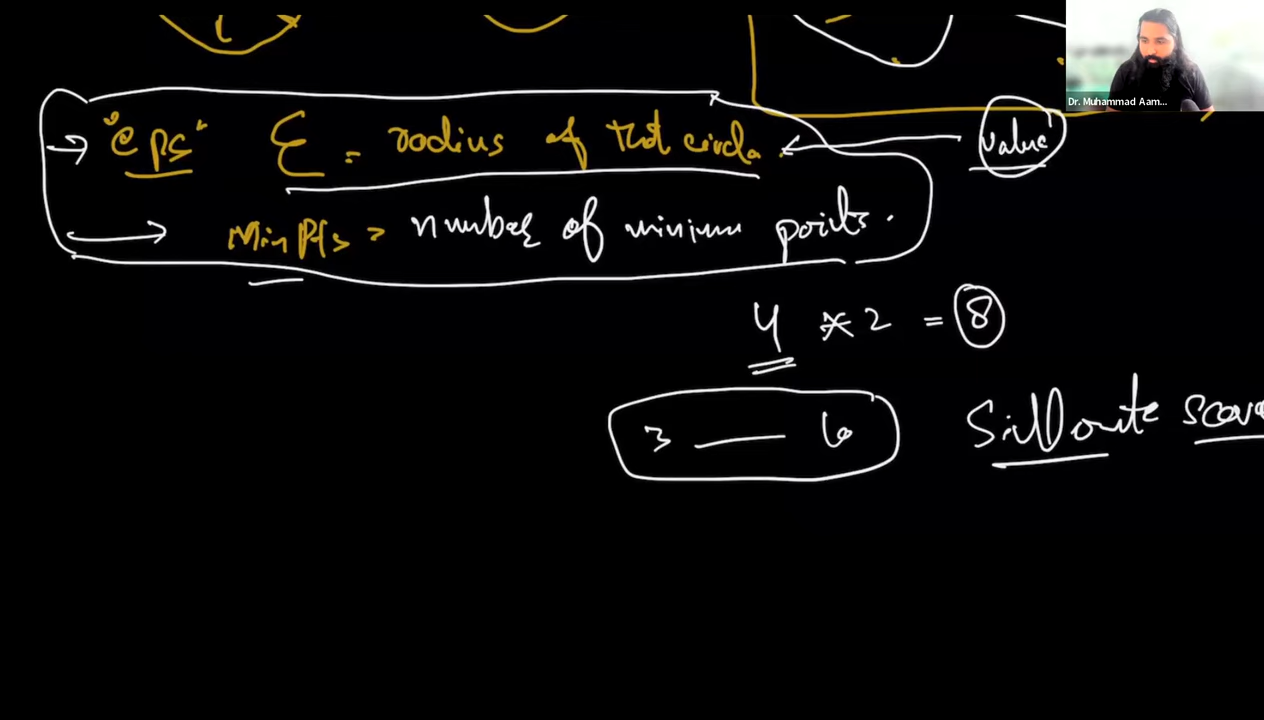 Dr. Muhammad Aam...
"eps" Ɛ = radius of that circle. value
MinPts = number of minimum points.
4 * 2 = 8
3 — 6 Sillouite score